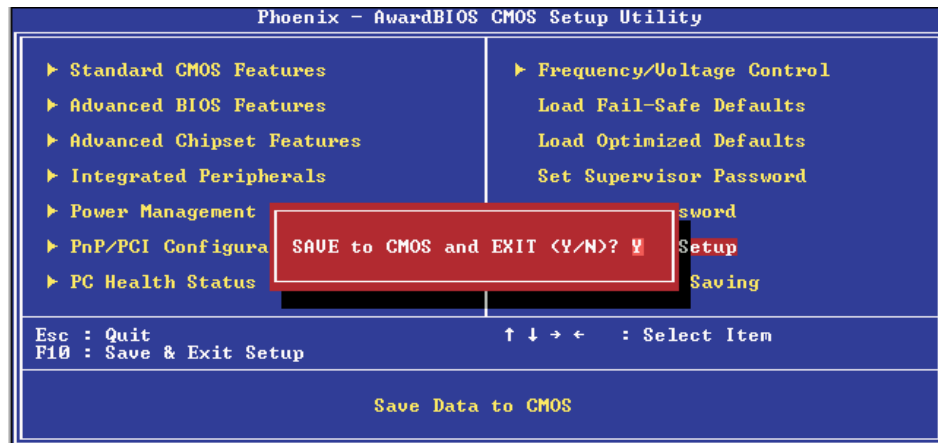 Phoenix – AwardBIOS CMOS Setup Utility
▶ Standard CMOS Features
▶ Advanced BIOS Features
▶ Advanced Chipset Features
▶ Integrated Peripherals
▶ Power Management
▶ PnP/PCI Configura
▶ PC Health Status
▶ Frequency/Voltage Control
Load Fail-Safe Defaults
Load Optimized Defaults
Set Supervisor Password
sword
Setup
Saving
SAVE to CMOS and EXIT (Y/N)? Y
Esc : Quit
F10 : Save & Exit Setup
↑ ↓ → ← : Select Item
Save Data to CMOS